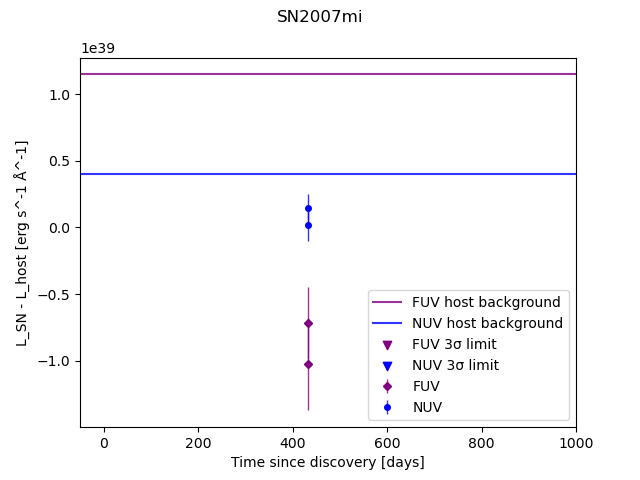 SN2007mi
1e39
L_SN - L_host [erg s^-1 Å^-1]
1.0
0.5
0.0
−0.5
−1.0
FUV host background
NUV host background
FUV 3σ limit
NUV 3σ limit
FUV
NUV
0
200
400
600
800
1000
Time since discovery [days]